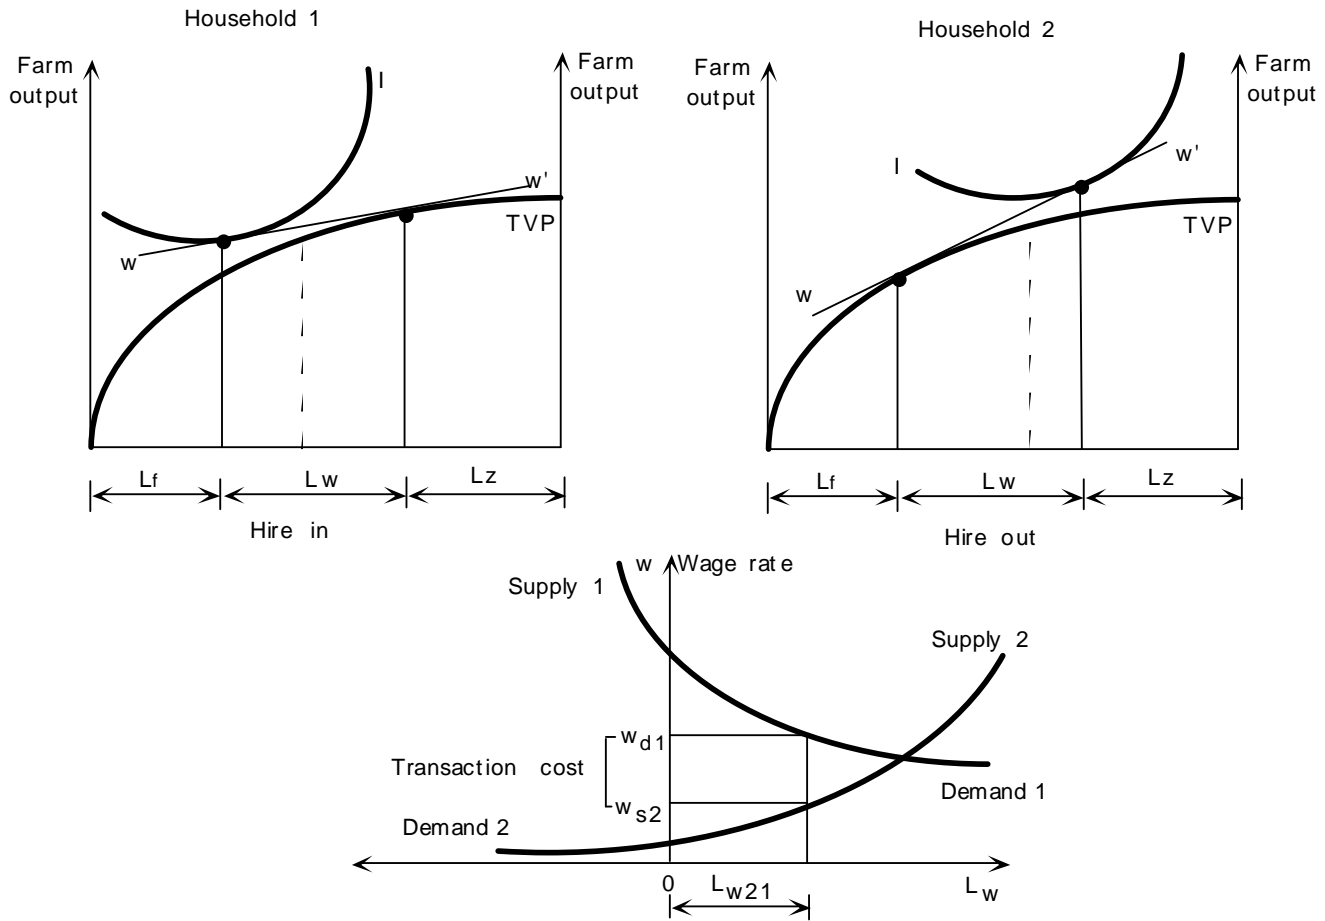 Household 1
Farm
output
Farm
output
I
w'
w
TVP
Lf
Lw
Lz
Hire in
Household 2
Farm
output
Farm
output
I
w'
w
TVP
Lf
Lw
Lz
Hire out
w
Wage rate
Supply 1
Supply 2
wd1
Transaction cost
ws2
Demand 1
Demand 2
0
Lw21
Lw